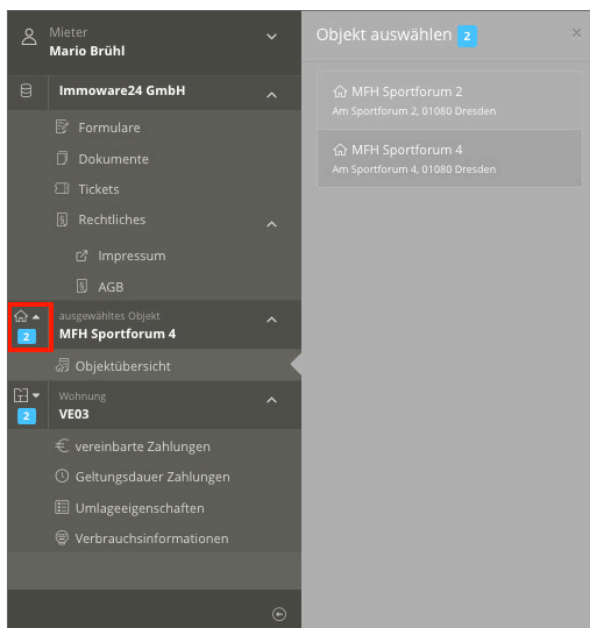 Mieter
Mario Brühl
Immoware24 GmbH
Formulare
Dokumente
Tickets
Rechtliches
Impressum
AGB
ausgewähltes Objekt
2
MFH Sportforum 4
Objektübersicht
Wohnung
2
VE03
vereinbarte Zahlungen
Geltungsdauer Zahlungen
Umlageeigenschaften
Verbrauchsinformationen
Objekt auswählen 2
MFH Sportforum 2
Am Sportforum 2, 01080 Dresden
MFH Sportforum 4
Am Sportforum 4, 01080 Dresden